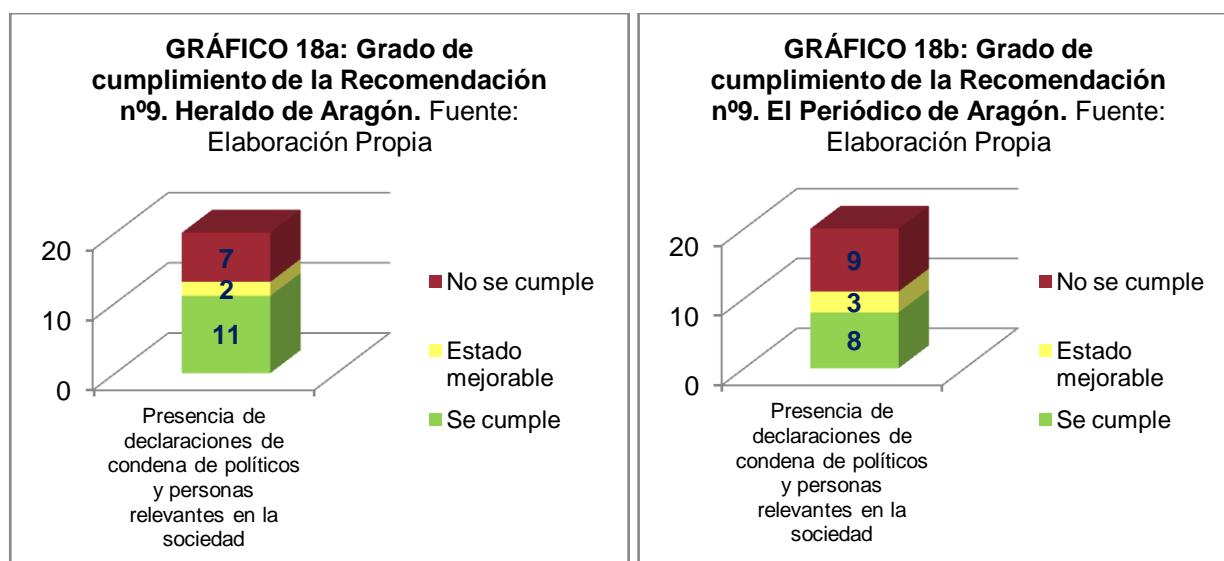 GRÁFICO 18a: Grado de
cumplimiento de la Recomendación
nº9. Heraldo de Aragón. Fuente:
Elaboración Propia
20
10
0
7
2
11
No se cumple
Estado
mejorable
Se cumple
Presencia de
declaraciones de
condena de políticos
y personas
relevantes en la
sociedad
GRÁFICO 18b: Grado de
cumplimiento de la Recomendación
nº9. El Periódico de Aragón. Fuente:
Elaboración Propia
20
10
0
9
3
8
No se cumple
Estado
mejorable
Se cumple
Presencia de
declaraciones de
condena de políticos
y personas
relevantes en la
sociedad